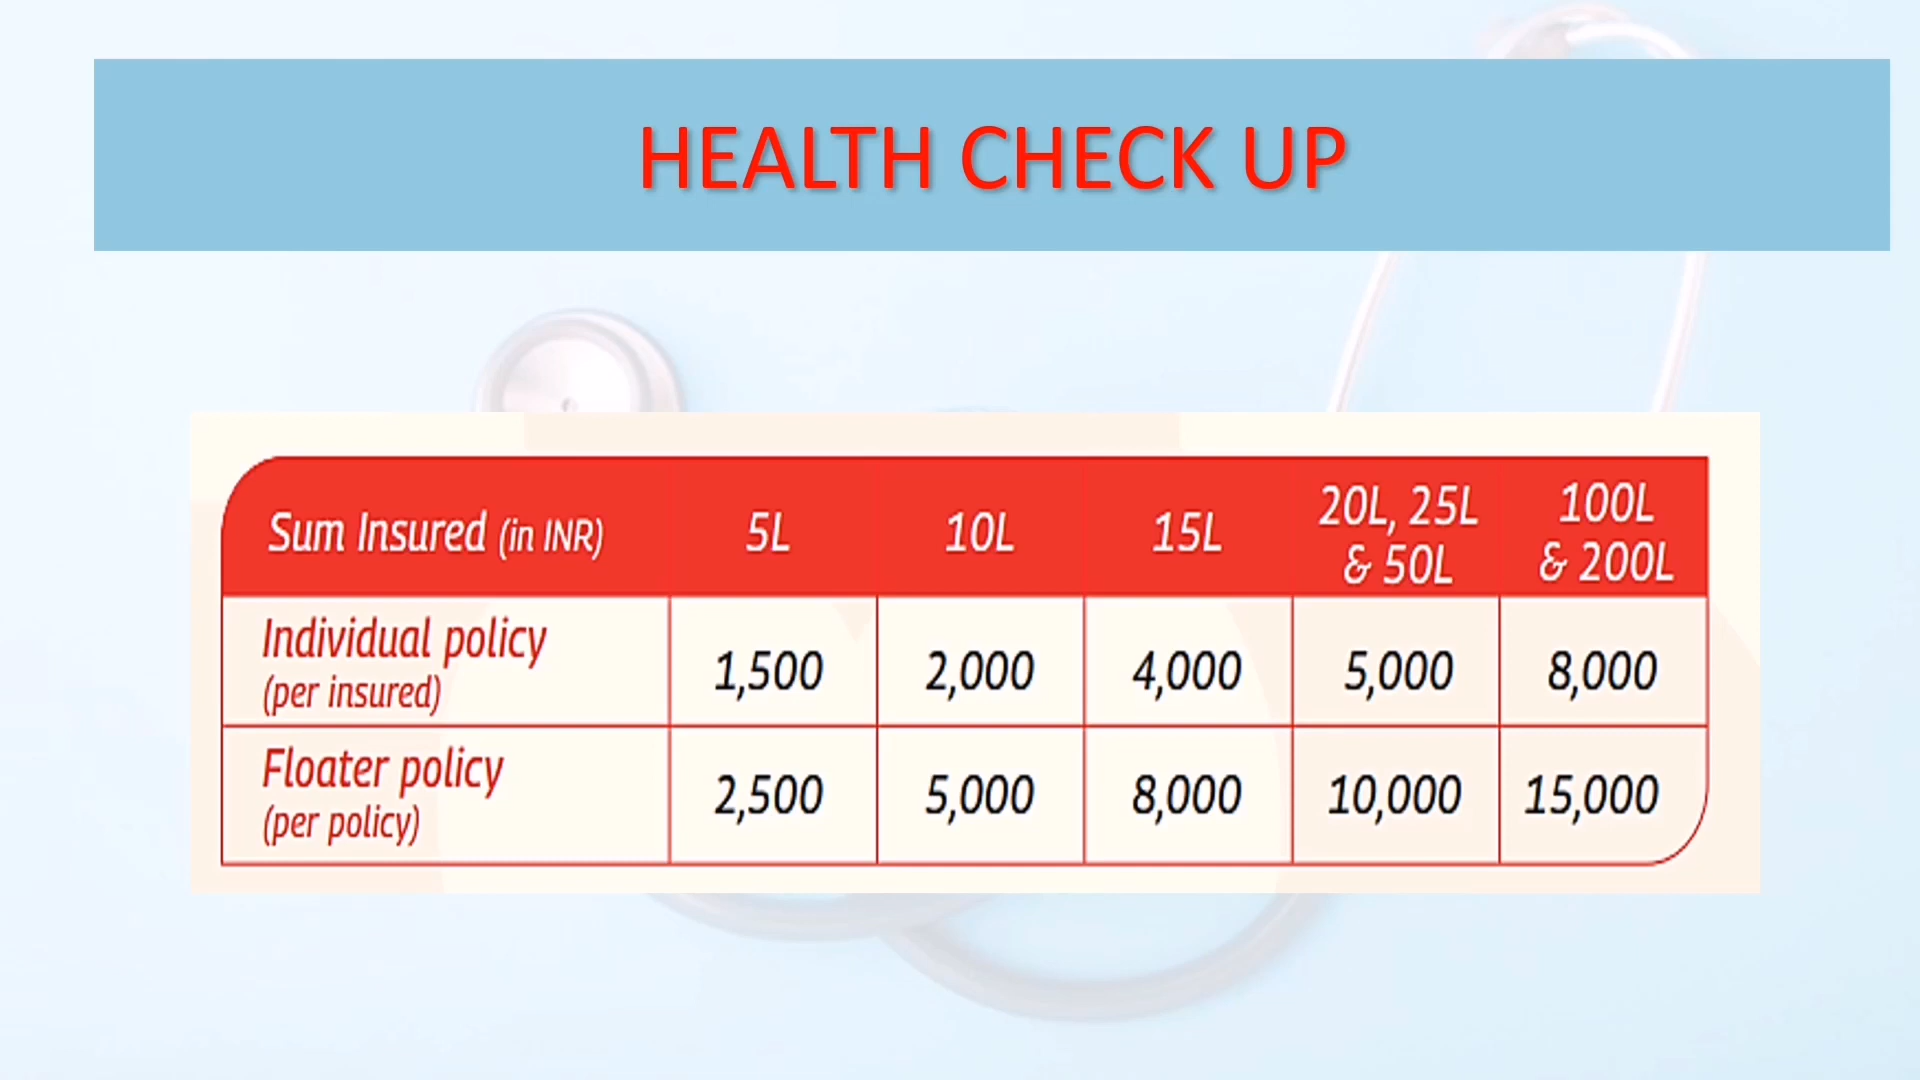 HEALTH CHECK UP
Sum Insured (in INR) 5L 10L 15L 20L, 25L & 50L 100L & 200L
Individual policy (per insured) 1,500 2,000 4,000 5,000 8,000
Floater policy (per policy) 2,500 5,000 8,000 10,000 15,000